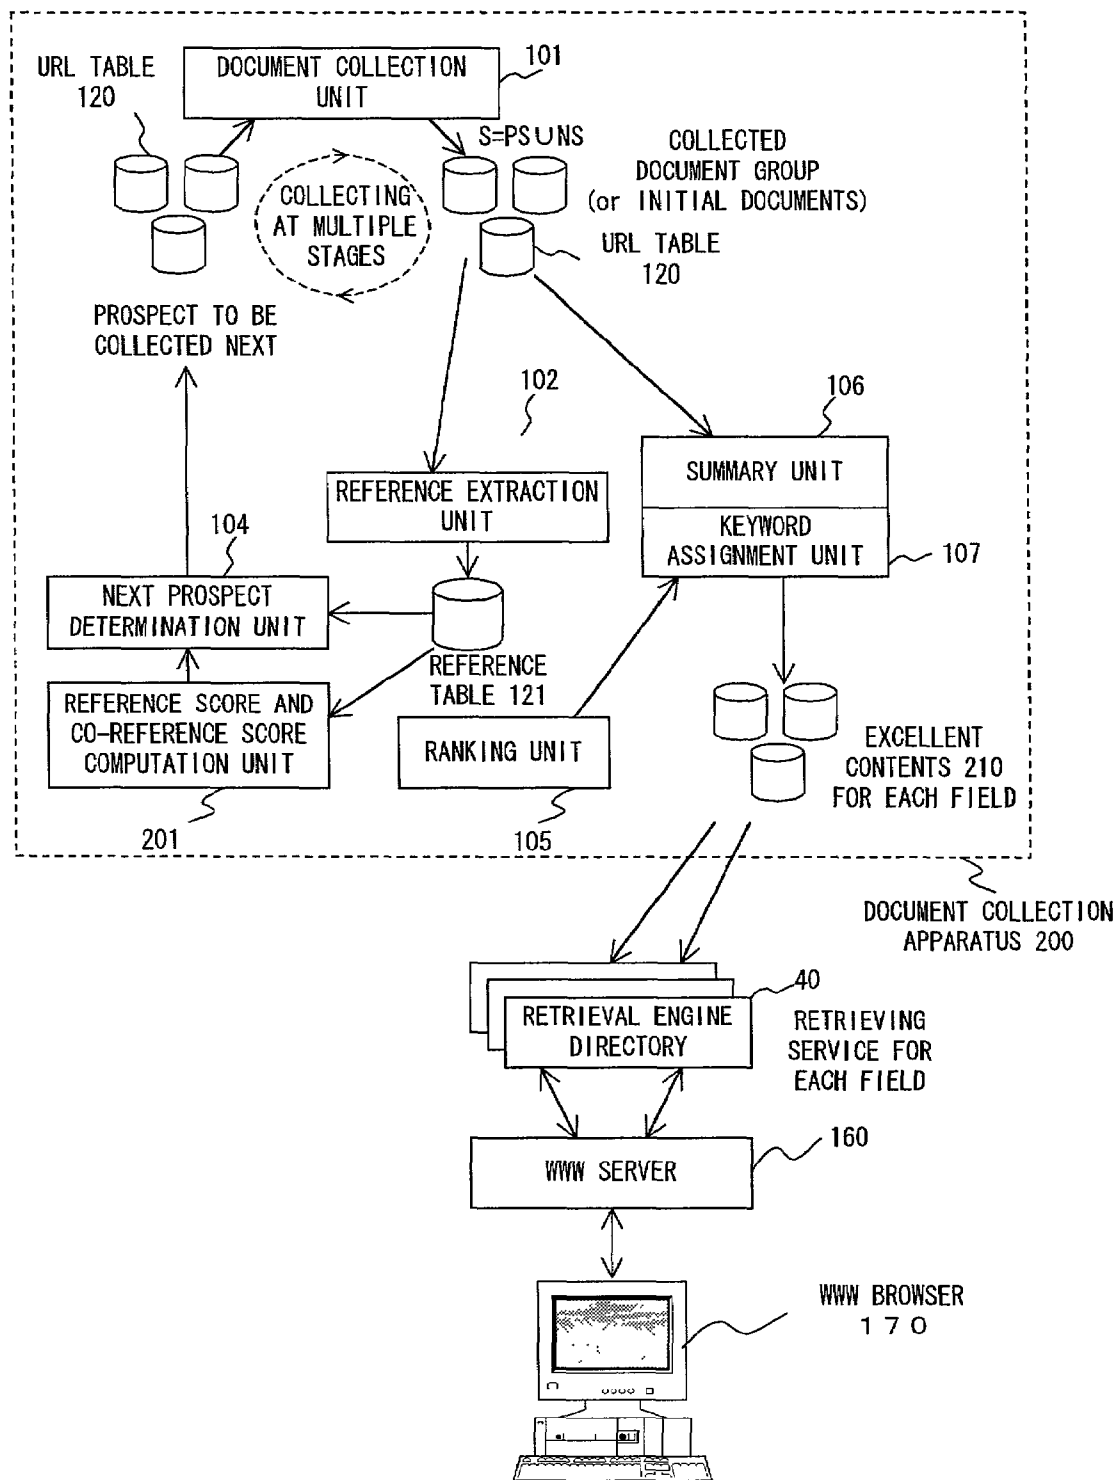 URL TABLE
120
DOCUMENT COLLECTION
UNIT
101
S=PS∪NS
COLLECTED
DOCUMENT GROUP
(or INITIAL DOCUMENTS)
URL TABLE
120
COLLECTING
AT MULTIPLE
STAGES
PROSPECT TO BE
COLLECTED NEXT
102
REFERENCE EXTRACTION
UNIT
106
SUMMARY UNIT
KEYWORD
ASSIGNMENT UNIT
107
104
NEXT PROSPECT
DETERMINATION UNIT
REFERENCE
TABLE 121
REFERENCE SCORE AND
CO-REFERENCE SCORE
COMPUTATION UNIT
201
RANKING UNIT
105
EXCELLENT
CONTENTS 210
FOR EACH FIELD
DOCUMENT COLLECTION
APPARATUS 200
RETRIEVAL ENGINE
DIRECTORY
40
RETRIEVING
SERVICE FOR
EACH FIELD
WWW SERVER
160
WWW BROWSER
170